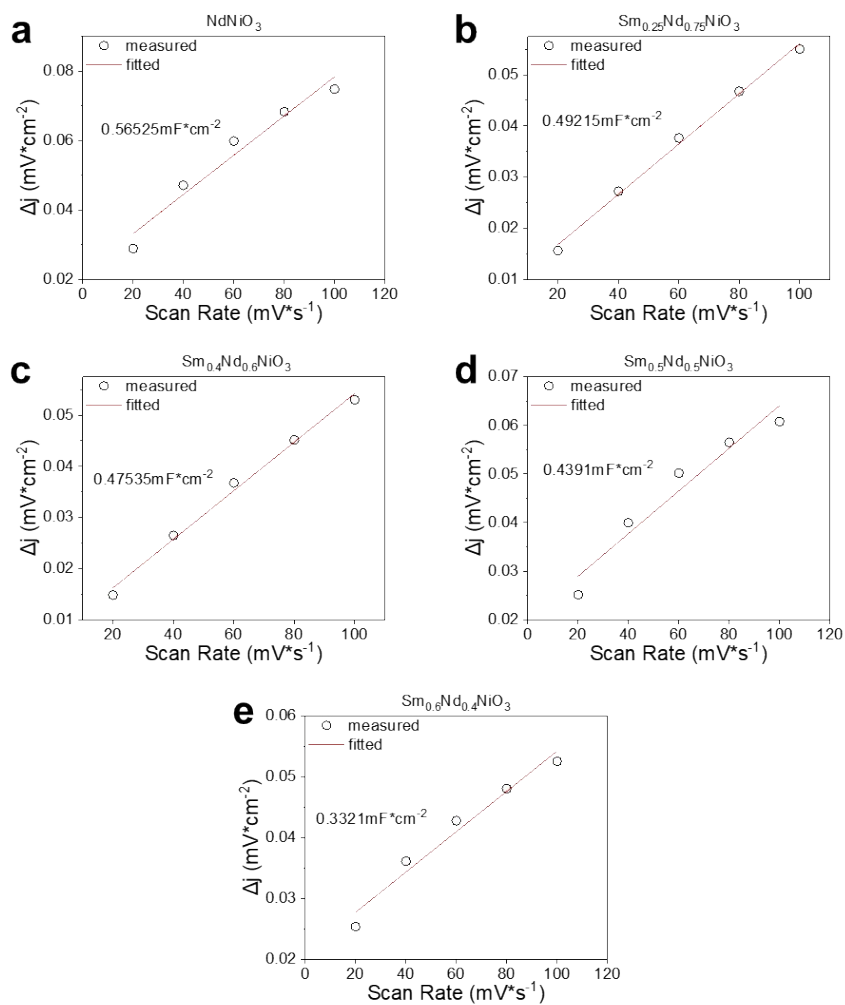 a
NdNiO₃
measured
fitted
0.56525mF*cm⁻²
0.08
0.06
0.04
0.02
0 20 40 60 80 100 120
Δj (mV*cm⁻²)
Scan Rate (mV*s⁻¹)
b
Sm₀.₂₅Nd₀.₇₅NiO₃
measured
fitted
0.49215mF*cm⁻²
0.05
0.04
0.03
0.02
0.01
20 40 60 80 100
Δj (mV*cm⁻²)
Scan Rate (mV*s⁻¹)
c
Sm₀.₄Nd₀.₆NiO₃
measured
fitted
0.47535mF*cm⁻²
0.05
0.04
0.03
0.02
0.01
20 40 60 80 100
Δj (mV*cm⁻²)
Scan Rate (mV*s⁻¹)
d
Sm₀.₅Nd₀.₅NiO₃
measured
fitted
0.4391mF*cm⁻²
0.07
0.06
0.05
0.04
0.03
0.02
0 20 40 60 80 100 120
Δj (mV*cm⁻²)
Scan Rate (mV*s⁻¹)
e
Sm₀.₆Nd₀.₄NiO₃
measured
fitted
0.3321mF*cm⁻²
0.06
0.05
0.04
0.03
0.02
0 20 40 60 80 100 120
Δj (mV*cm⁻²)
Scan Rate (mV*s⁻¹)